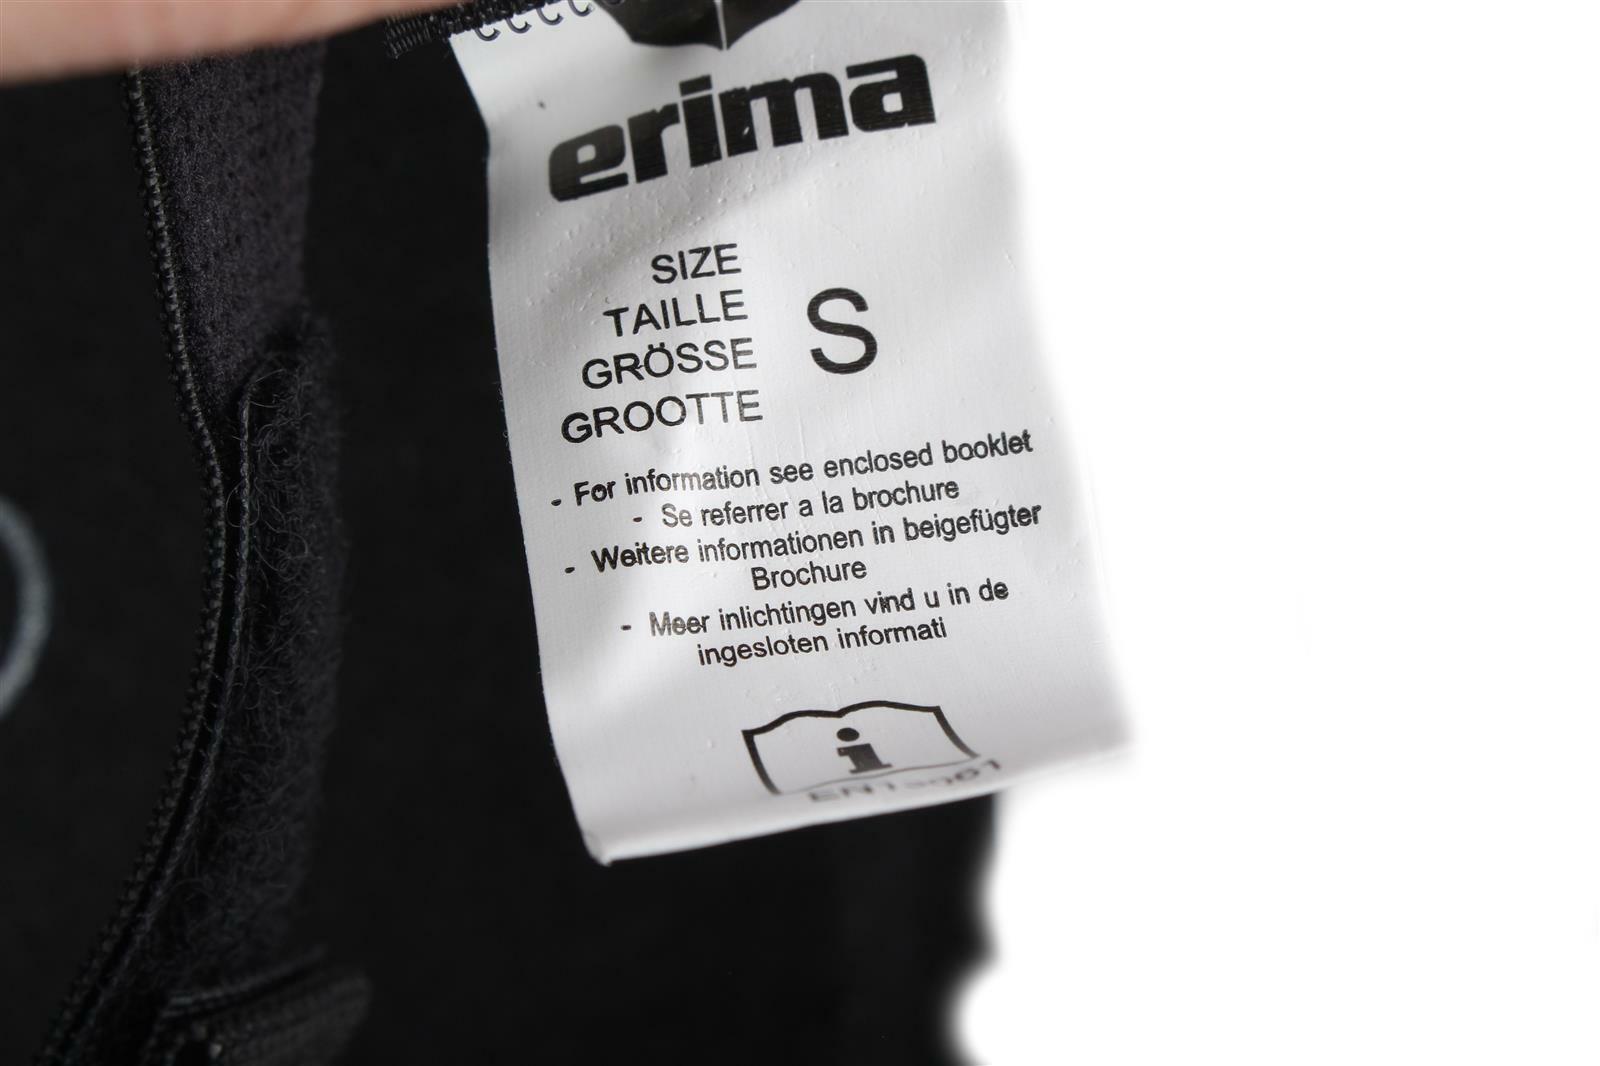 erima
SIZE
TAILLE
GRÖSSE
GROOTTE
S
- For information see enclosed booklet
- Se referrer a la brochure
- Weitere informationen in beigefügter
Brochure
- Meer inlichtingen vind u in de
ingesloten informati
i